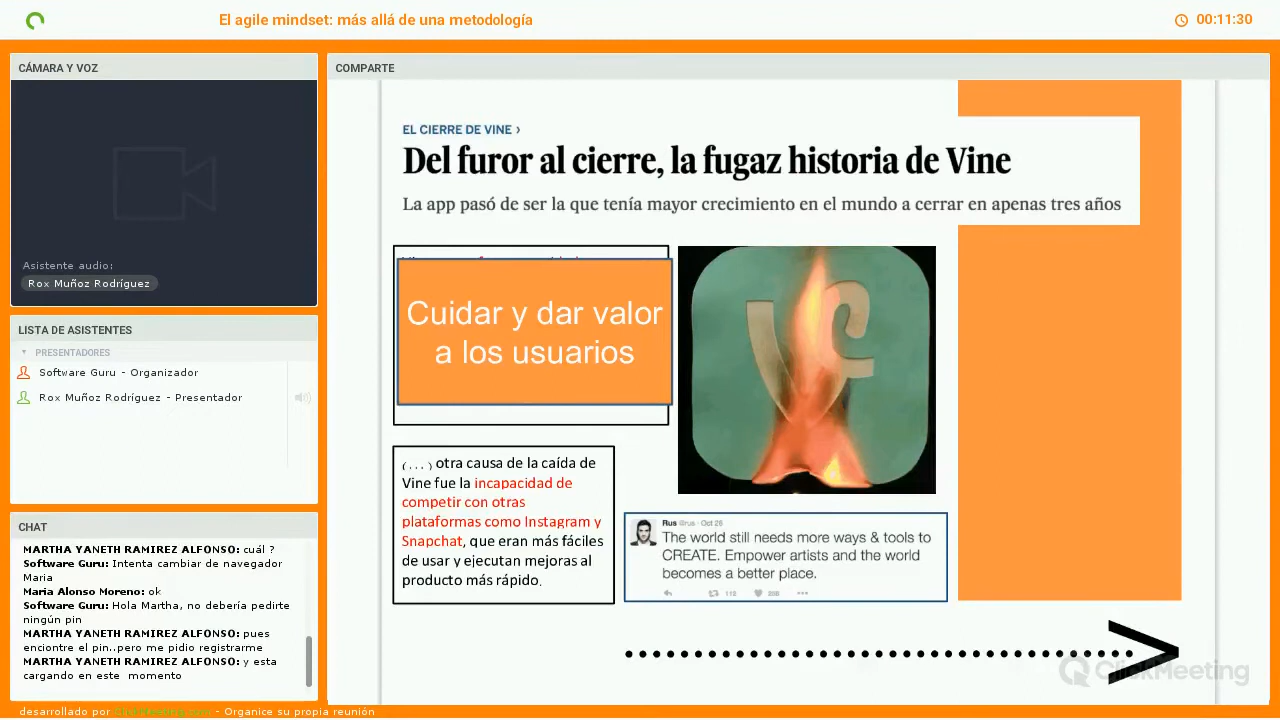 El agile mindset: más allá de una metodología
00:11:30
CÁMARA Y VOZ
Asistente audio:
Rox Muñoz Rodríguez
LISTA DE ASISTENTES
PRESENTADORES
Software Guru - Organizador
Rox Muñoz Rodríguez - Presentador
CHAT
MARTHA YANETH RAMIREZ ALFONSO: cuál ?
Software Guru: Intenta cambiar de navegador
Maria
Maria Alonso Moreno: ok
Software Guru: Hola Martha, no debería pedirte
ningún pin
MARTHA YANETH RAMIREZ ALFONSO: pues
encontre el pin..pero me pidio registrarme
MARTHA YANETH RAMIREZ ALFONSO: y esta
cargando en este momento
COMPARTE
EL CIERRE DE VINE ›
Del furor al cierre, la fugaz historia de Vine
La app pasó de ser la que tenía mayor crecimiento en el mundo a cerrar en apenas tres años
Cuidar y dar valor
a los usuarios
(...) otra causa de la caída de
Vine fue la incapacidad de
competir con otras
plataformas como Instagram y
Snapchat, que eran más fáciles
de usar y ejecutan mejoras al
producto más rápido.
Rus @rus · Oct 26
The world still needs more ways & tools to
CREATE. Empower artists and the world
becomes a better place.
112
ClickMeeting
desarrollado por ClickMeeting.com - Organice su propia reunión